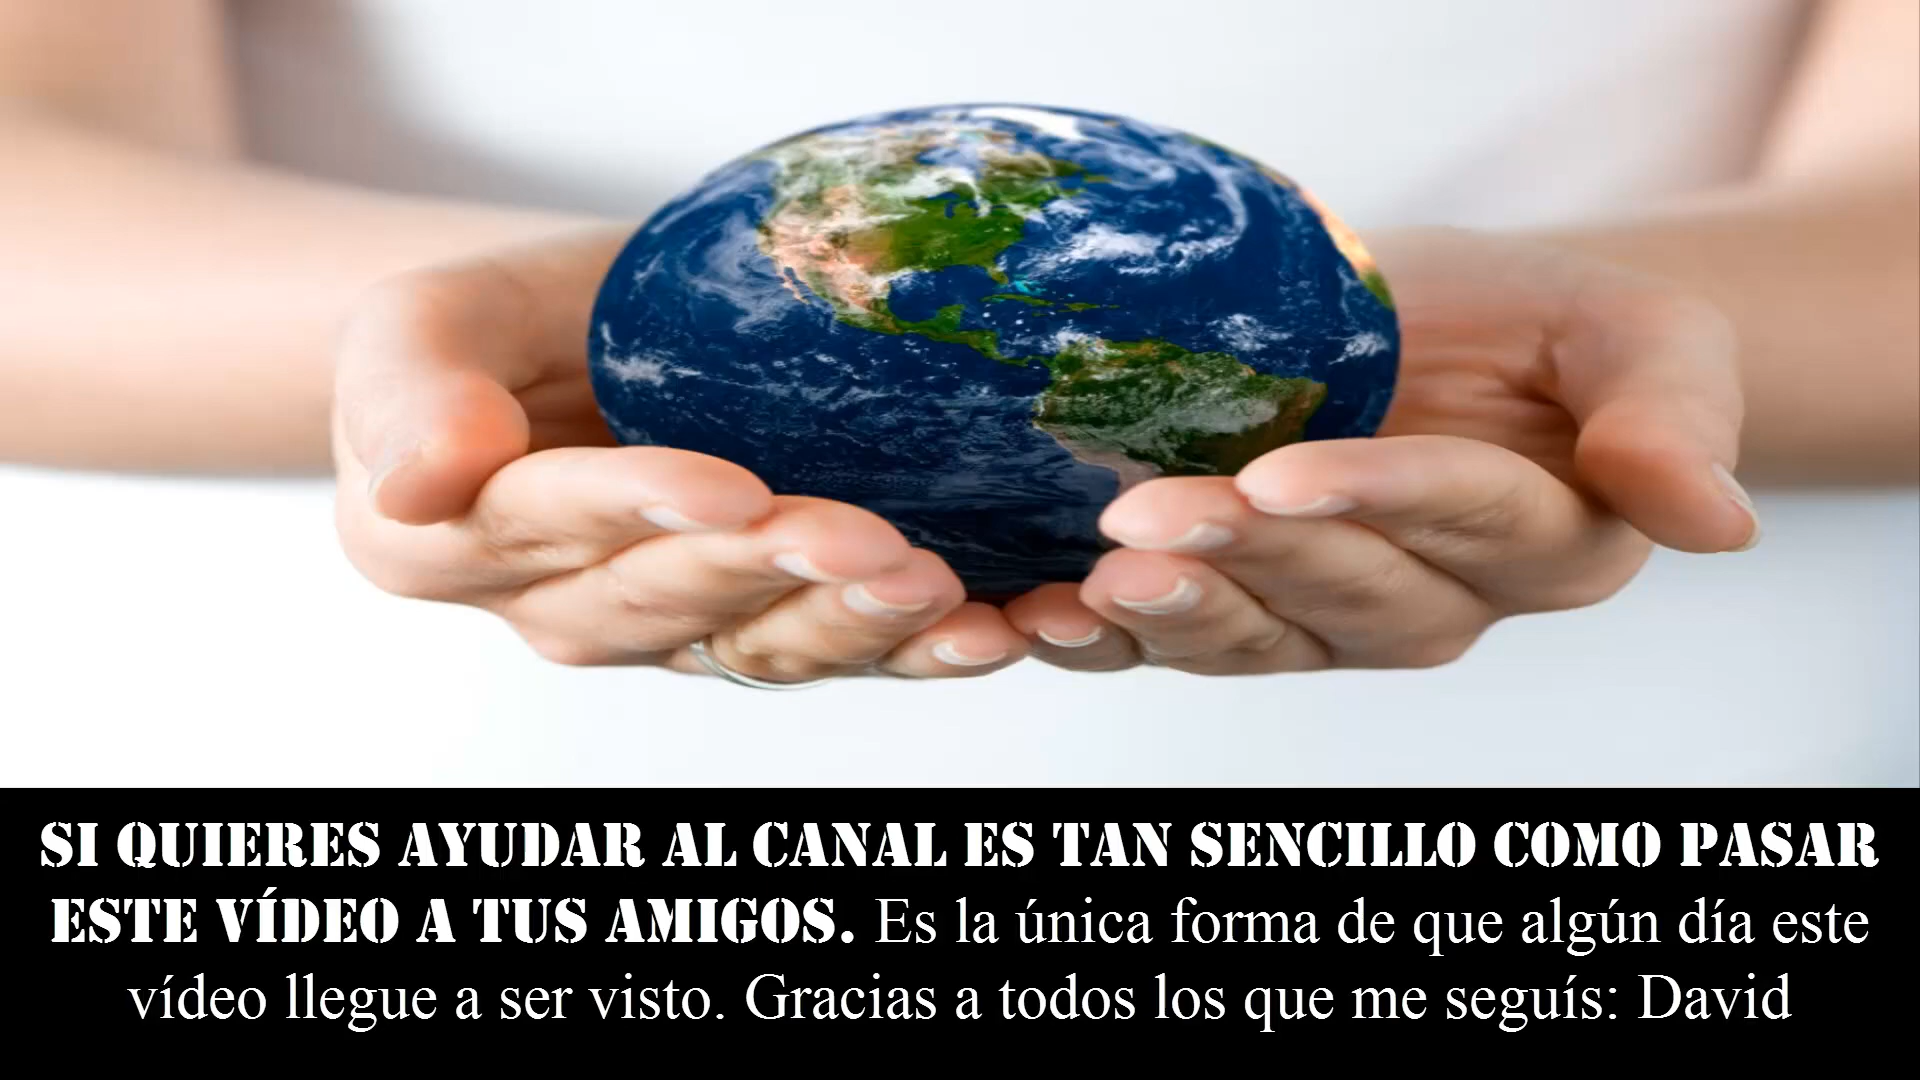 SI QUIERES AYUDAR AL CANAL ES TAN SENCILLO COMO PASAR
ESTE VÍDEO A TUS AMIGOS. Es la única forma de que algún día este
vídeo llegue a ser visto. Gracias a todos los que me seguís: David